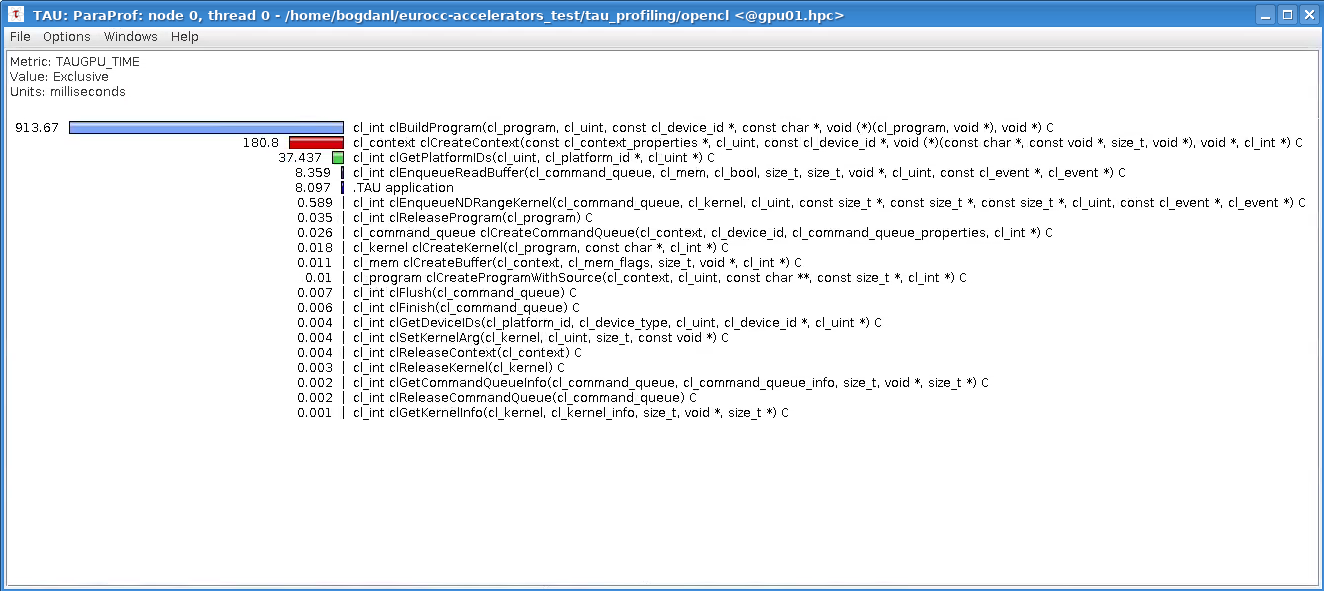 τ TAU: ParaProf: node 0, thread 0 - /home/bogdanl/eurocc-accelerators_test/tau_profiling/opencl <@gpu01.hpc>
File Options Windows Help
Metric: TAUGPU_TIME
Value: Exclusive
Units: milliseconds
913.67 cl_int clBuildProgram(cl_program, cl_uint, const cl_device_id *, const char *, void (*)(cl_program, void *), void *) C
180.8 cl_context clCreateContext(const cl_context_properties *, cl_uint, const cl_device_id *, void (*)(const char *, const void *, size_t, void *), void *, cl_int *) C
37.437 cl_int clGetPlatformIDs(cl_uint, cl_platform_id *, cl_uint *) C
8.359 cl_int clEnqueueReadBuffer(cl_command_queue, cl_mem, cl_bool, size_t, size_t, void *, cl_uint, const cl_event *, cl_event *) C
8.097 .TAU application
0.589 cl_int clEnqueueNDRangeKernel(cl_command_queue, cl_kernel, cl_uint, const size_t *, const size_t *, const size_t *, cl_uint, const cl_event *, cl_event *) C
0.035 cl_int clReleaseProgram(cl_program) C
0.026 cl_command_queue clCreateCommandQueue(cl_context, cl_device_id, cl_command_queue_properties, cl_int *) C
0.018 cl_kernel clCreateKernel(cl_program, const char *, cl_int *) C
0.011 cl_mem clCreateBuffer(cl_context, cl_mem_flags, size_t, void *, cl_int *) C
0.01 cl_program clCreateProgramWithSource(cl_context, cl_uint, const char **, const size_t *, cl_int *) C
0.007 cl_int clFlush(cl_command_queue) C
0.006 cl_int clFinish(cl_command_queue) C
0.004 cl_int clGetDeviceIDs(cl_platform_id, cl_device_type, cl_uint, cl_device_id *, cl_uint *) C
0.004 cl_int clSetKernelArg(cl_kernel, cl_uint, size_t, const void *) C
0.004 cl_int clReleaseContext(cl_context) C
0.003 cl_int clReleaseKernel(cl_kernel) C
0.002 cl_int clGetCommandQueueInfo(cl_command_queue, cl_command_queue_info, size_t, void *, size_t *) C
0.002 cl_int clReleaseCommandQueue(cl_command_queue) C
0.001 cl_int clGetKernelInfo(cl_kernel, cl_kernel_info, size_t, void *, size_t *) C